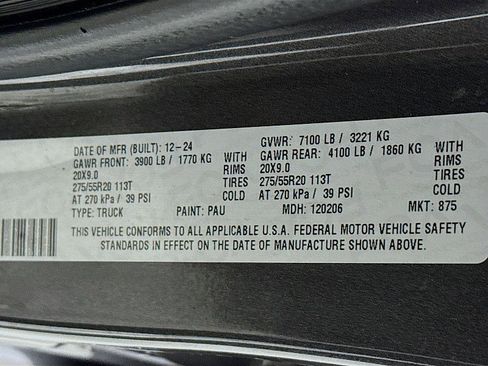 DATE OF MFR (BUILT): 12-24 GVWR: 7100 LB / 3221 KG
GAWR FRONT: 3900 LB / 1770 KG WITH GAWR REAR: 4100 LB / 1860 KG WITH
20X9.0 RIMS 20X9.0 RIMS
275/55R20 113T TIRES 275/55R20 113T TIRES
AT 270 kPa / 39 PSI COLD AT 270 kPa / 39 PSI COLD
TYPE: TRUCK PAINT: PAU MDH: 120206 MKT: 875
THIS VEHICLE CONFORMS TO ALL APPLICABLE U.S.A. FEDERAL MOTOR VEHICLE SAFETY
STANDARDS IN EFFECT ON THE DATE OF MANUFACTURE SHOWN ABOVE.